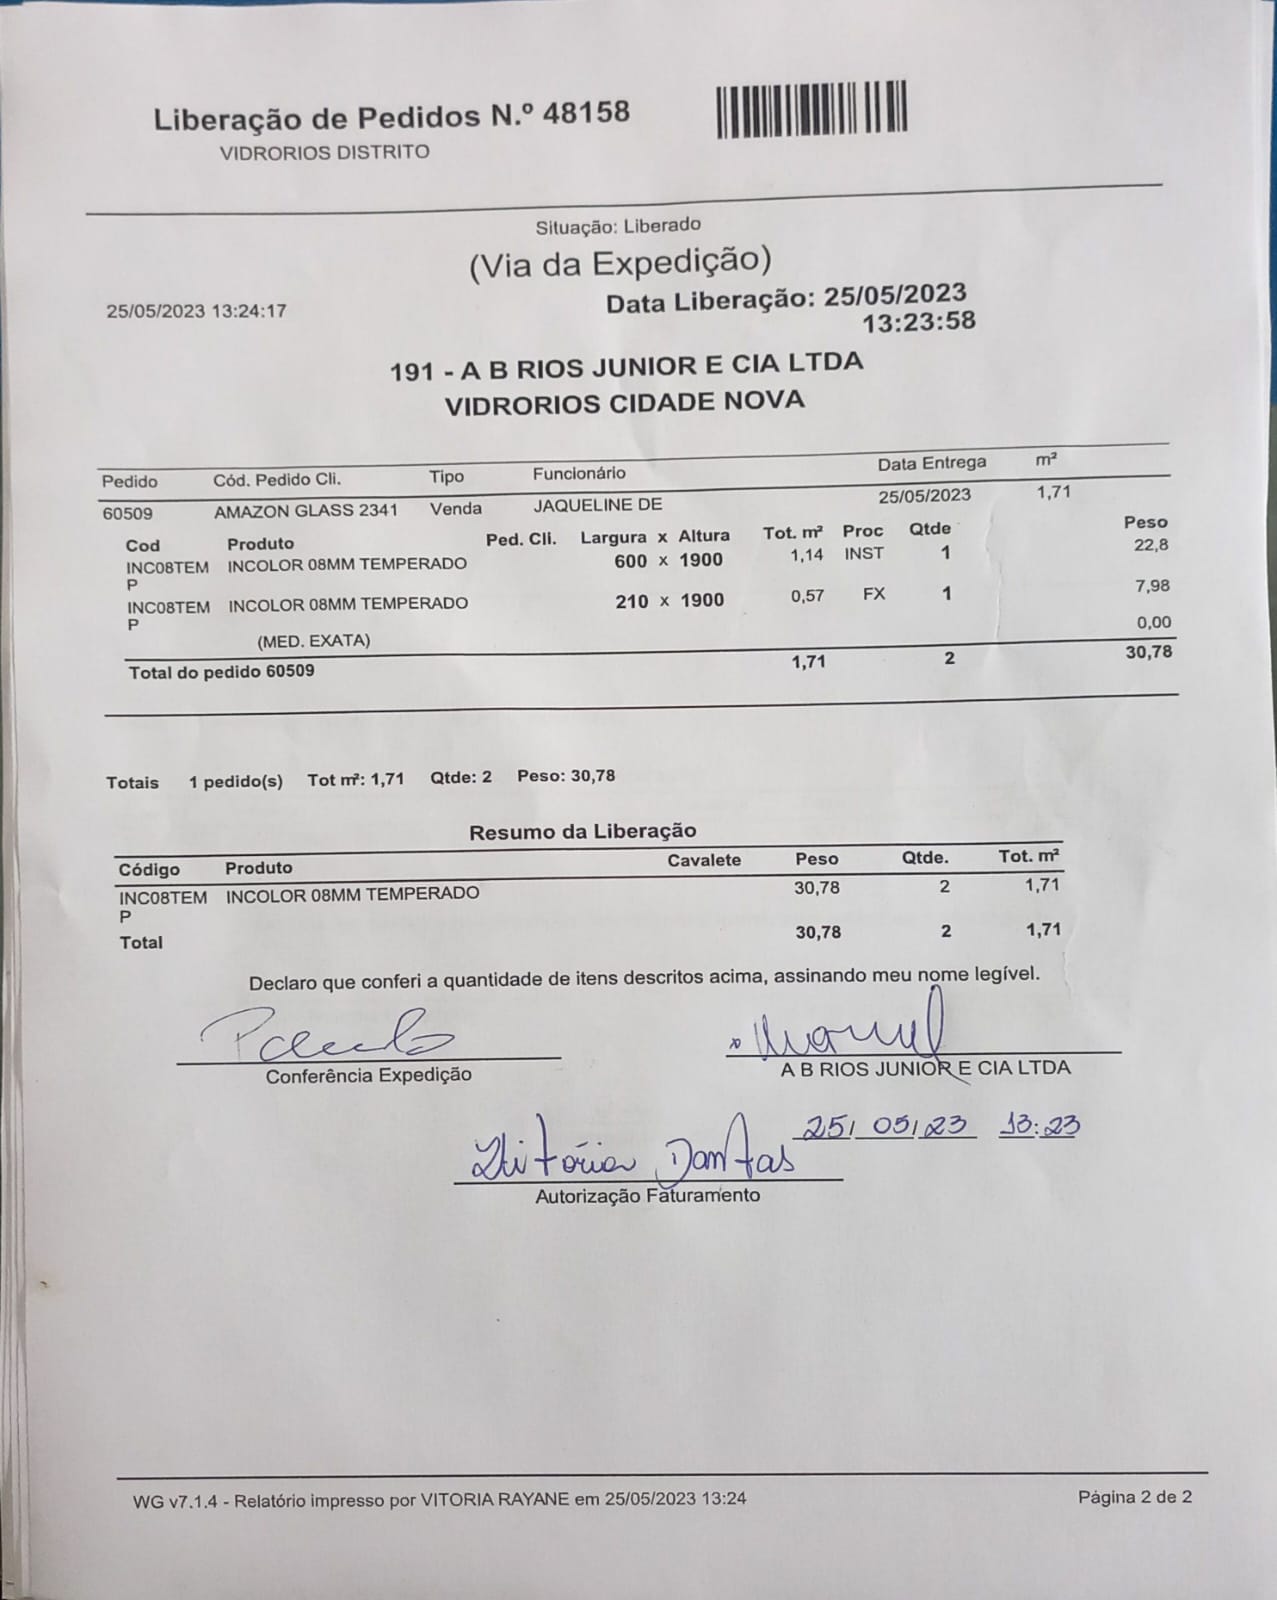 Liberação de Pedidos N.º 48158
VIDRORIOS DISTRITO
Situação: Liberado
(Via da Expedição)
25/05/2023 13:24:17 Data Liberação: 25/05/2023
13:23:58
191 - A B RIOS JUNIOR E CIA LTDA
VIDRORIOS CIDADE NOVA
Pedido Cód. Pedido Cli. Tipo Funcionário Data Entrega m²
60509 AMAZON GLASS 2341 Venda JAQUELINE DE 25/05/2023 1,71
Cod Produto Ped. Cli. Largura x Altura Tot. m² Proc Qtde Peso
INC08TEM INCOLOR 08MM TEMPERADO 600 x 1900 1,14 INST 1 22,8
P
INC08TEM INCOLOR 08MM TEMPERADO 210 x 1900 0,57 FX 1 7,98
P
(MED. EXATA) 0,00
Total do pedido 60509 1,71 2 30,78
Totais 1 pedido(s) Tot m²: 1,71 Qtde: 2 Peso: 30,78
Resumo da Liberação
Código Produto Cavalete Peso Qtde. Tot. m²
INC08TEM INCOLOR 08MM TEMPERADO 30,78 2 1,71
P
Total 30,78 2 1,71
Declaro que conferi a quantidade de itens descritos acima, assinando meu nome legível.
Conferência Expedição A B RIOS JUNIOR E CIA LTDA
25/05/23 13:23
Vitória Dantas
Autorização Faturamento
WG v7.1.4 - Relatório impresso por VITORIA RAYANE em 25/05/2023 13:24 Página 2 de 2